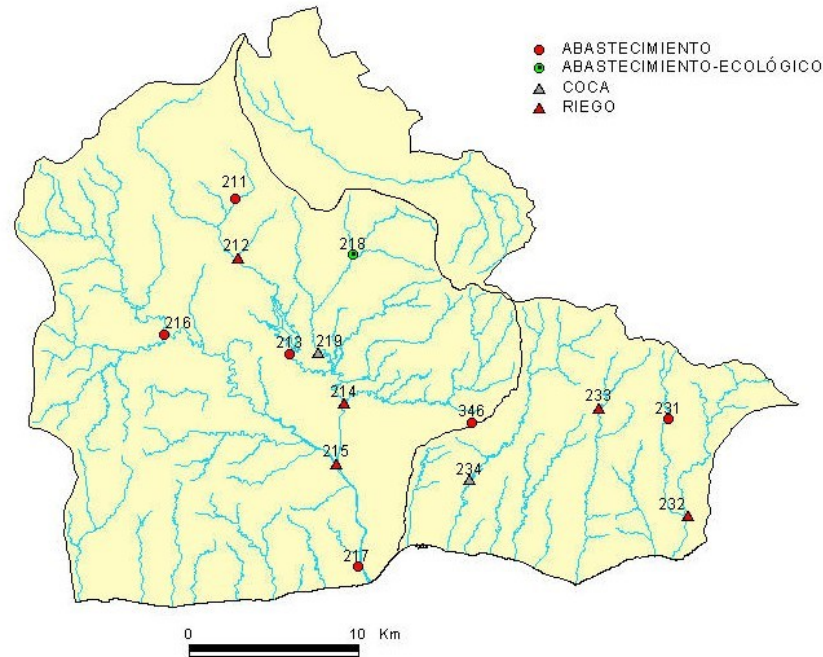 ABASTECIMIENTO
ABASTECIMIENTO-ECOLÓGICO
COCA
RIEGO
211
212
218
216
213
219
214
346
233
231
215
234
232
217
0 10 Km